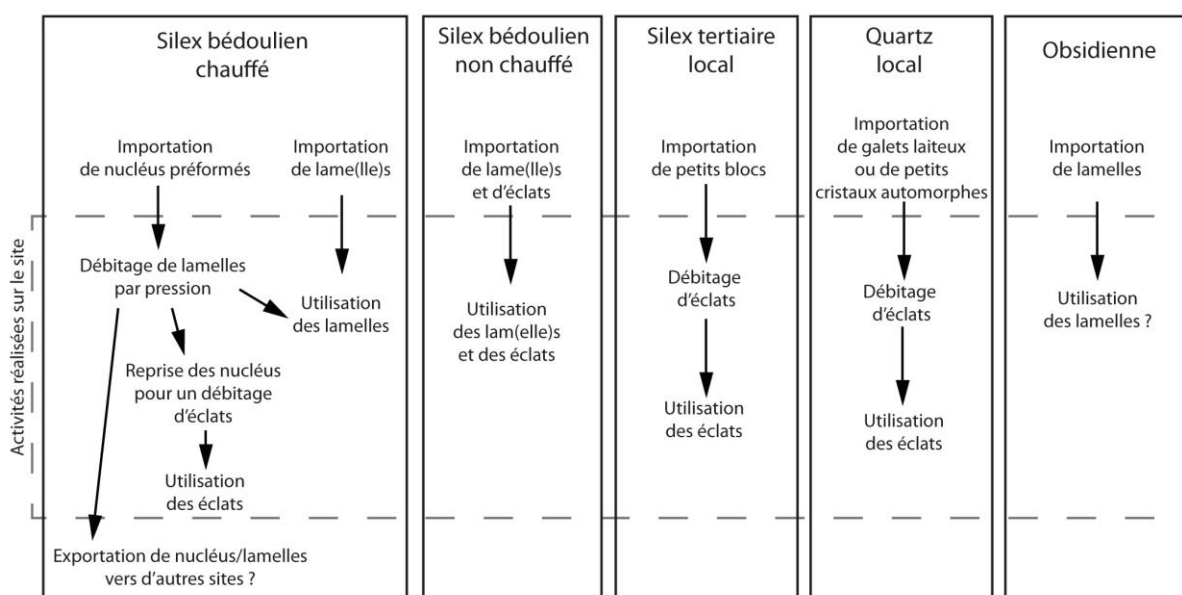 Silex bédoulien
chauffé
Importation
de nucléus préformés
Importation
de lame(lle)s
Activités réalisées sur le site
Débitage de lamelles
par pression
Utilisation
des lamelles
Reprise des nucléus
pour un débitage
d'éclats
Utilisation
des éclats
Exportation de nucléus/lamelles
vers d'autres sites ?
Silex bédoulien
non chauffé
Importation
de lame(lle)s
et d'éclats
Utilisation
des lam(elle)s
et des éclats
Silex tertiaire
local
Importation
de petits blocs
Débitage
d'éclats
Utilisation
des éclats
Quartz
local
Importation
de galets laiteux
ou de petits
cristaux automorphes
Débitage
d'éclats
Utilisation
des éclats
Obsidienne
Importation
de lamelles
Utilisation
des lamelles ?